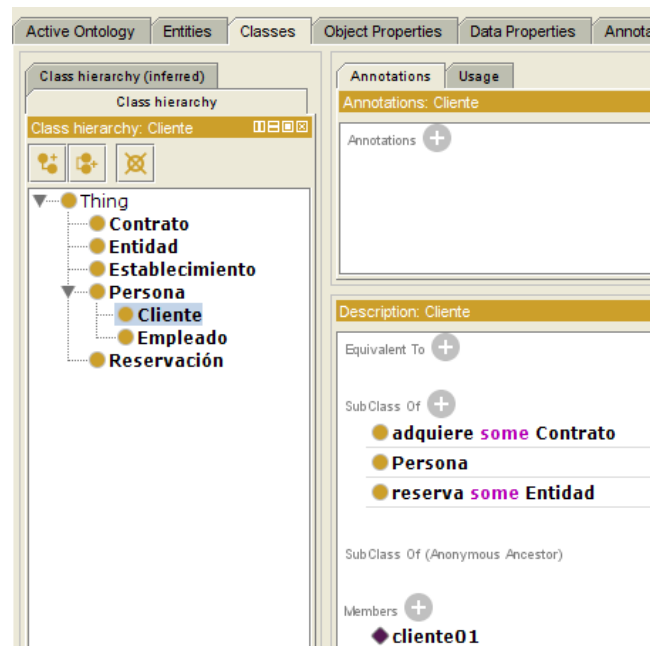 Active Ontology Entities Classes Object Properties Data Properties
Class hierarchy (inferred)
Class hierarchy
Class hierarchy: Cliente
Thing
Contrato
Entidad
Establecimiento
Persona
Cliente
Empleado
Reservación
Annotations Usage
Annotations: Cliente
Annotations
Description: Cliente
Equivalent To
SubClass Of
adquiere some Contrato
Persona
reserva some Entidad
SubClass Of (Anonymous Ancestor)
Members
cliente01